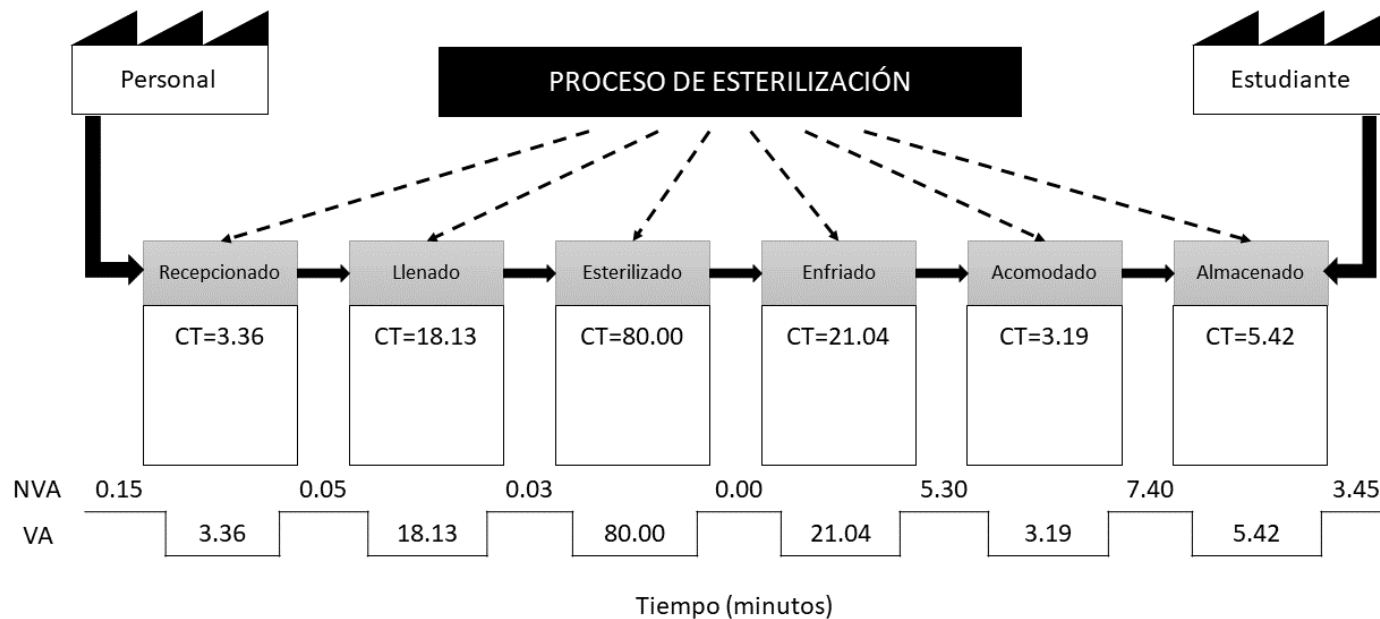 Personal
PROCESO DE ESTERILIZACIÓN
Estudiante
Recepcionado
Llenado
Esterilizado
Enfriado
Acomodado
Almacenado
CT=3.36
CT=18.13
CT=80.00
CT=21.04
CT=3.19
CT=5.42
NVA 0.15 0.05 0.03 0.00 5.30 7.40 3.45
VA 3.36 18.13 80.00 21.04 3.19 5.42
Tiempo (minutos)